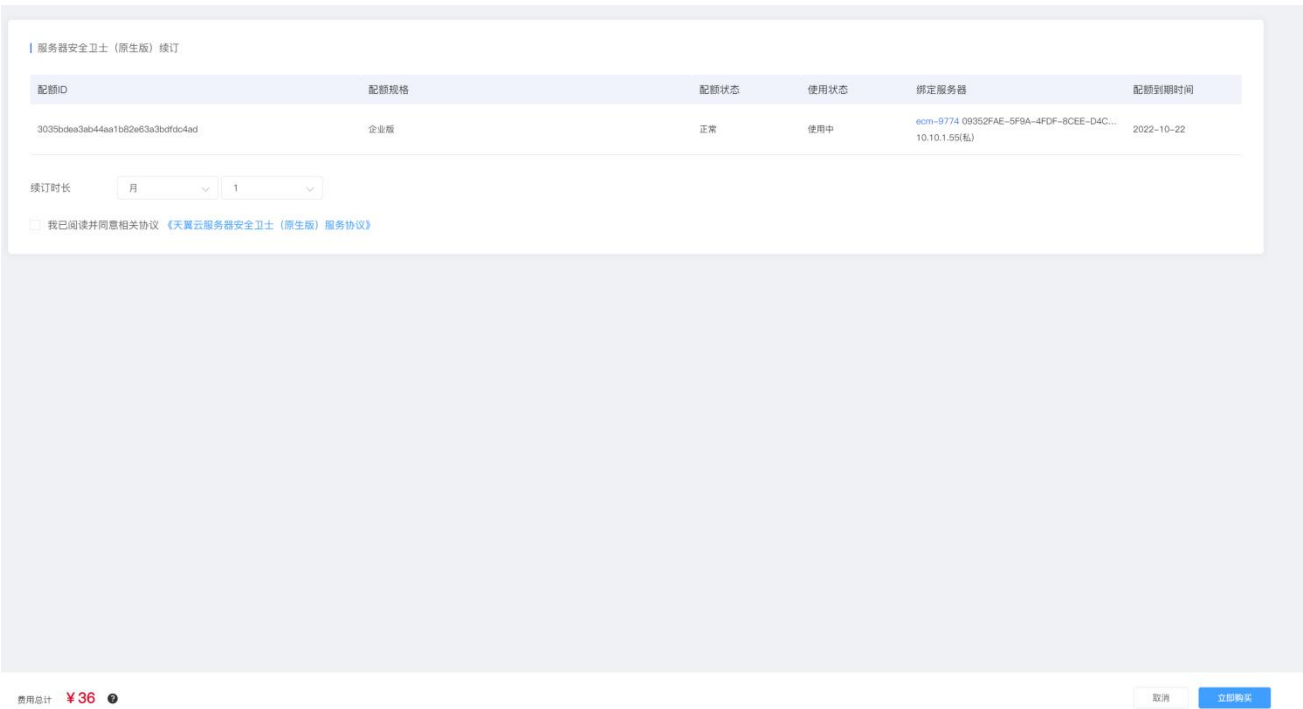 服务器安全卫士（原生版）续订
配额ID 配额规格 配额状态 使用状态 绑定服务器 配额到期时间
3035bdea3ab44aa1b82e63a3bdfdc4ad 企业版 正常 使用中 ecm-9774 09352FAE-5F9A-4FDF-8CEE-D4C... 2022-10-22
10.10.1.55(私)
续订时长 月 1
我已阅读并同意相关协议 《天翼云服务器安全卫士（原生版）服务协议》
费用总计 ¥36 ?
取消 立即购买